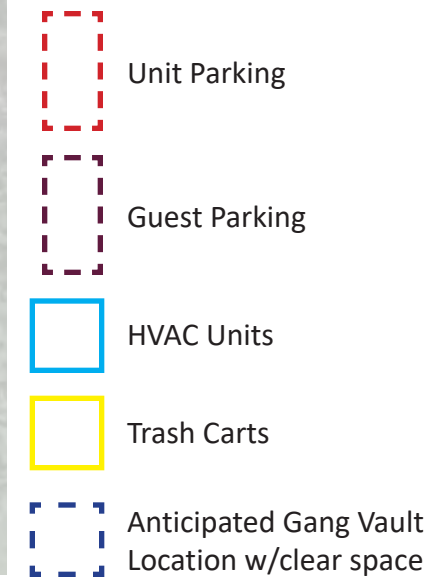 Unit Parking
Guest Parking
HVAC Units
Trash Carts
Anticipated Gang Vault
Location w/clear space